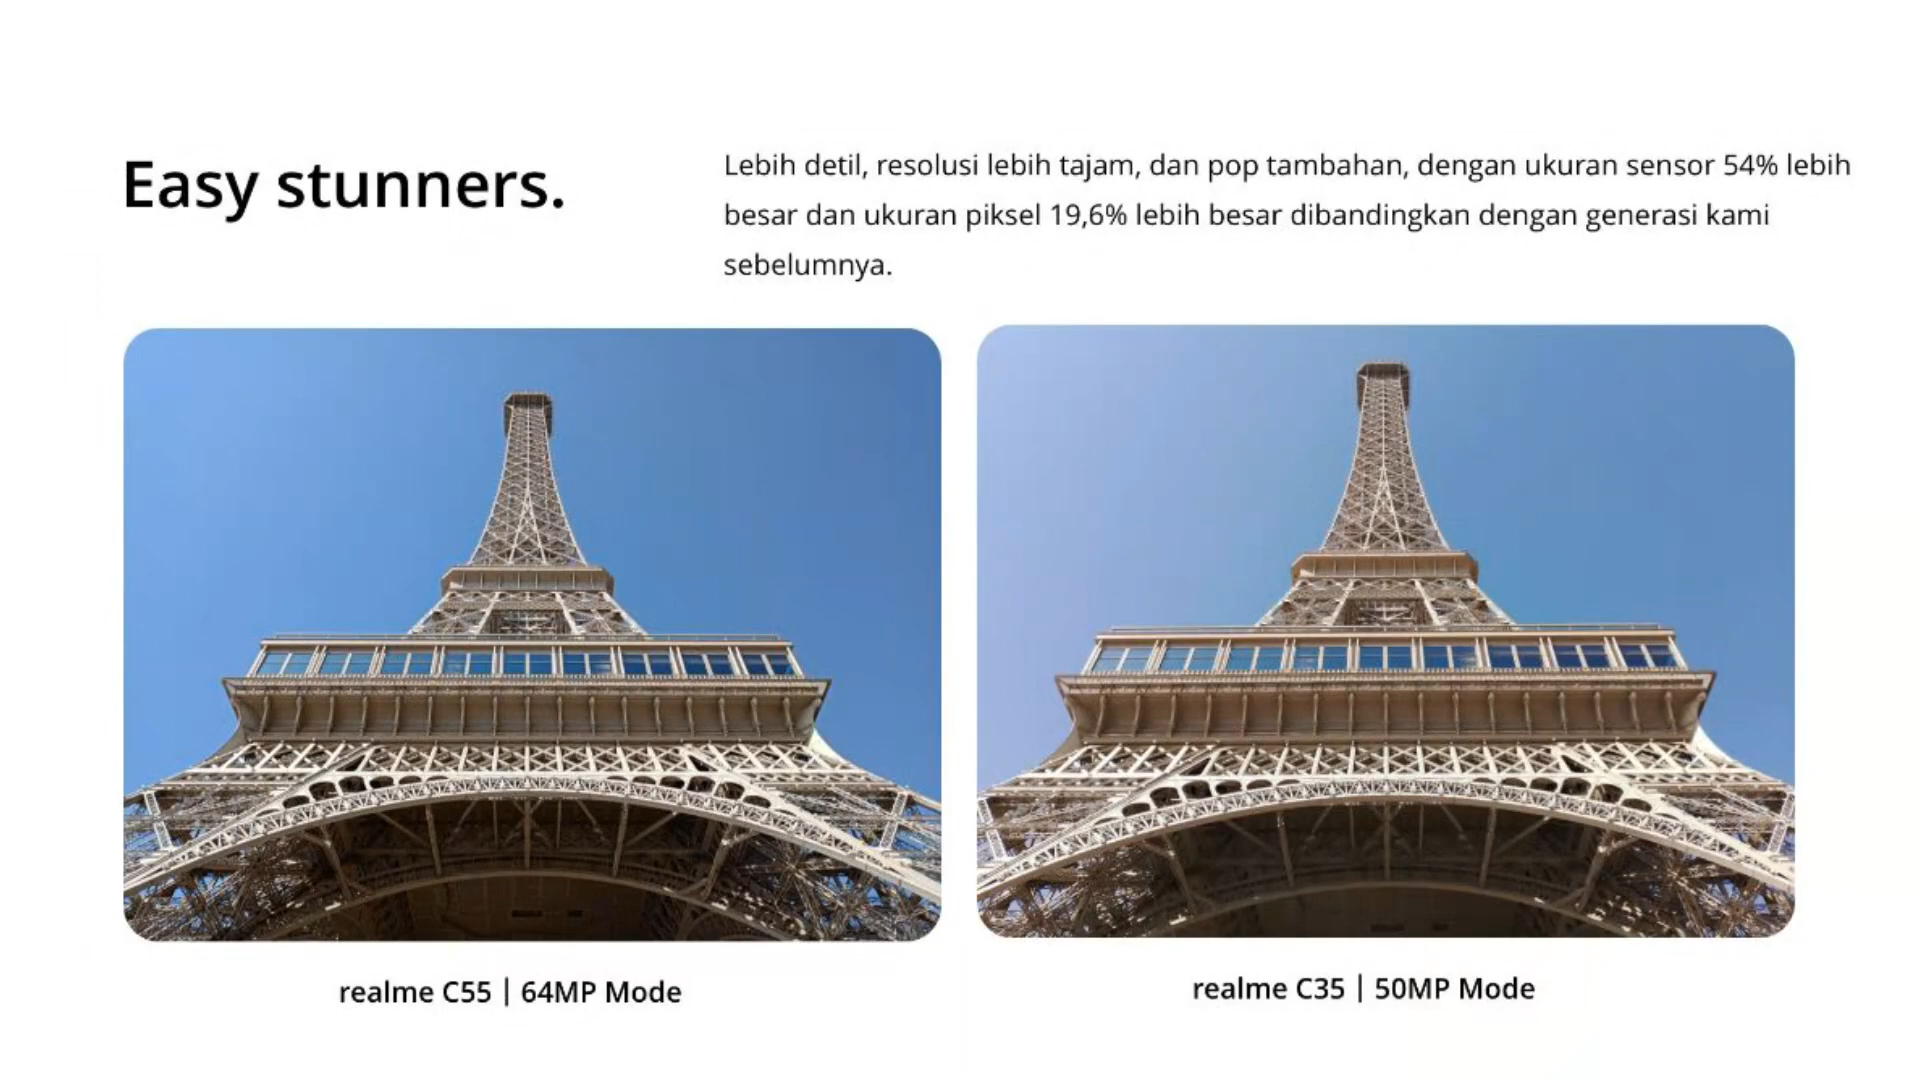 Easy stunners.
Lebih detil, resolusi lebih tajam, dan pop tambahan, dengan ukuran sensor 54% lebih
besar dan ukuran piksel 19,6% lebih besar dibandingkan dengan generasi kami
sebelumnya.
realme C55 | 64MP Mode
realme C35 | 50MP Mode